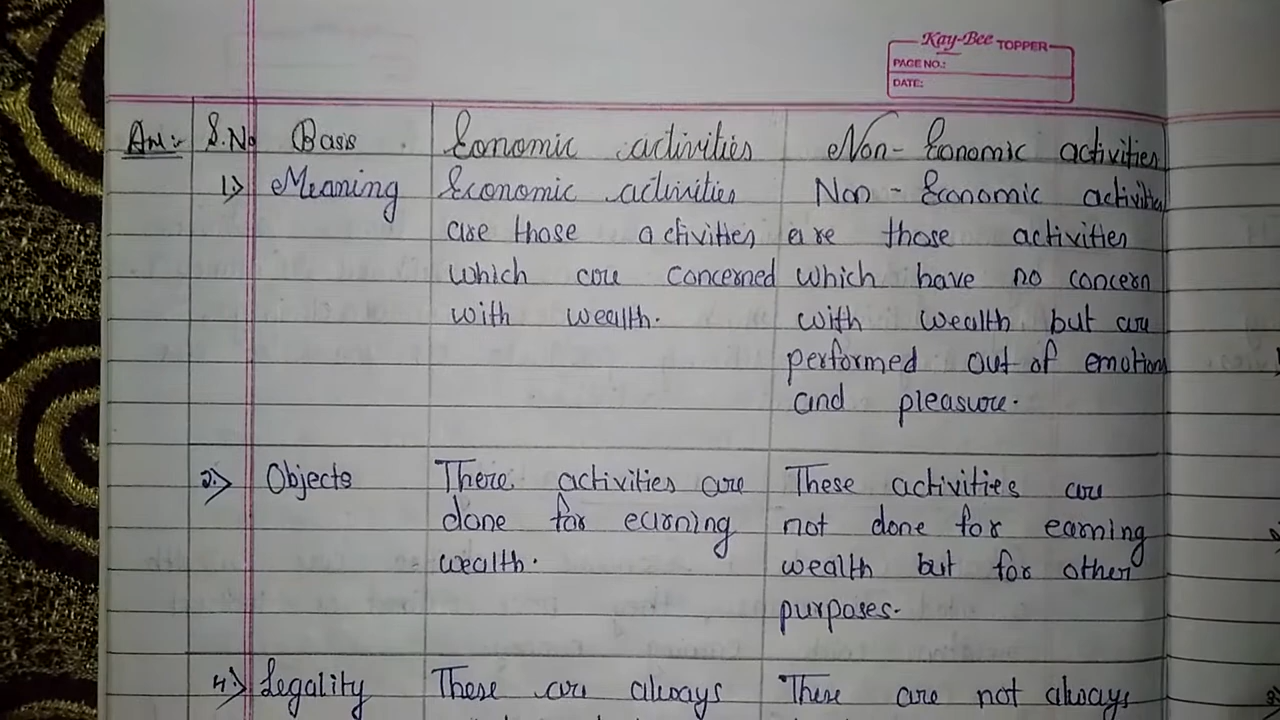 Kay-Bee TOPPER
PAGE NO.:
DATE:
Ans:- S.No Basis Economic activities Non-Economic activities
1.> Meaning Economic activities Non-Economic activities
are those activities are those activities
which are concerned which have no concern
with wealth. with wealth but are
performed out of emotions
and pleasure.
2.> Objects There activities are These activities are
done for earning not done for earning
wealth. wealth but for other
purposes.
4.> Legality These are always These are not always